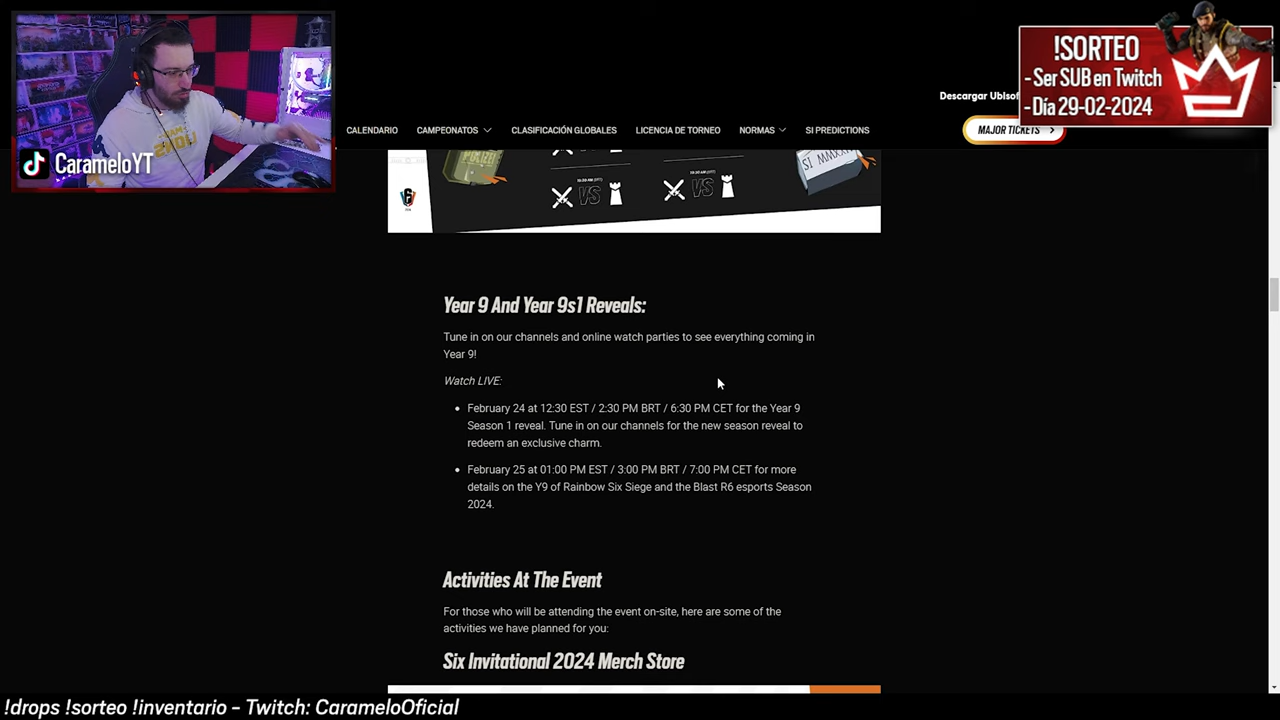 !SORTEO
- Ser SUB en Twitch
- Día 29-02-2024
Descargar Ubisof
CALENDARIO CAMPEONATOS CLASIFICACIÓN GLOBALES LICENCIA DE TORNEO NORMAS SI PREDICTIONS
MAJOR TICKETS
CarameloYT
VS VS
Year 9 And Year 9s1 Reveals:
Tune in on our channels and online watch parties to see everything coming in
Year 9!
Watch LIVE:
• February 24 at 12:30 EST / 2:30 PM BRT / 6:30 PM CET for the Year 9
Season 1 reveal. Tune in on our channels for the new season reveal to
redeem an exclusive charm.
• February 25 at 01:00 PM EST / 3:00 PM BRT / 7:00 PM CET for more
details on the Y9 of Rainbow Six Siege and the Blast R6 esports Season
2024.
Activities At The Event
For those who will be attending the event on-site, here are some of the
activities we have planned for you:
Six Invitational 2024 Merch Store
!drops !sorteo !inventario - Twitch: CarameloOficial